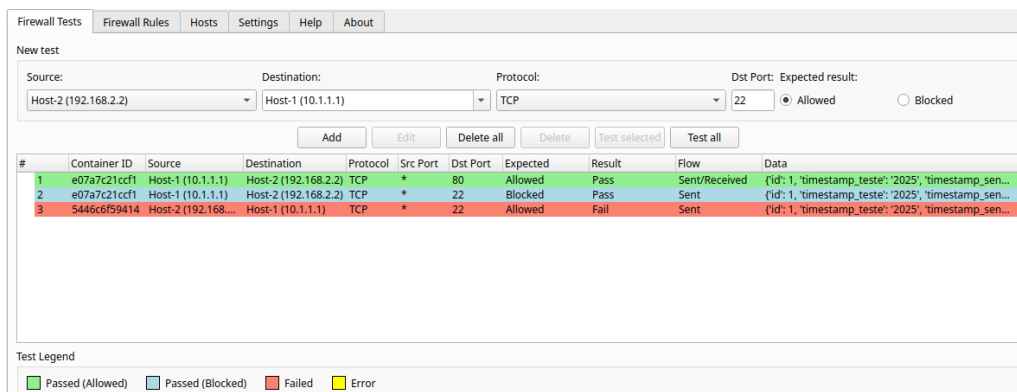 Firewall Tests Firewall Rules Hosts Settings Help About
New test
Source: Destination: Protocol: Dst Port: Expected result:
Host-2 (192.168.2.2) Host-1 (10.1.1.1) TCP 22 Allowed Blocked
Add Edit Delete all Delete Test selected Test all
# Container ID Source Destination Protocol Src Port Dst Port Expected Result Flow Data
1 e07a7c21ccf1 Host-1 (10.1.1.1) Host-2 (192.168.2.2) TCP * 80 Allowed Pass Sent/Received {'id': 1, 'timestamp_teste': '2025', 'timestamp_sen...
2 e07a7c21ccf1 Host-1 (10.1.1.1) Host-2 (192.168.2.2) TCP * 22 Blocked Pass Sent {'id': 1, 'timestamp_teste': '2025', 'timestamp_sen...
3 5446c6f59414 Host-2 (192.168.... Host-1 (10.1.1.1) TCP * 22 Allowed Fail Sent {'id': 1, 'timestamp_teste': '2025', 'timestamp_sen...
Test Legend
Passed (Allowed) Passed (Blocked) Failed Error